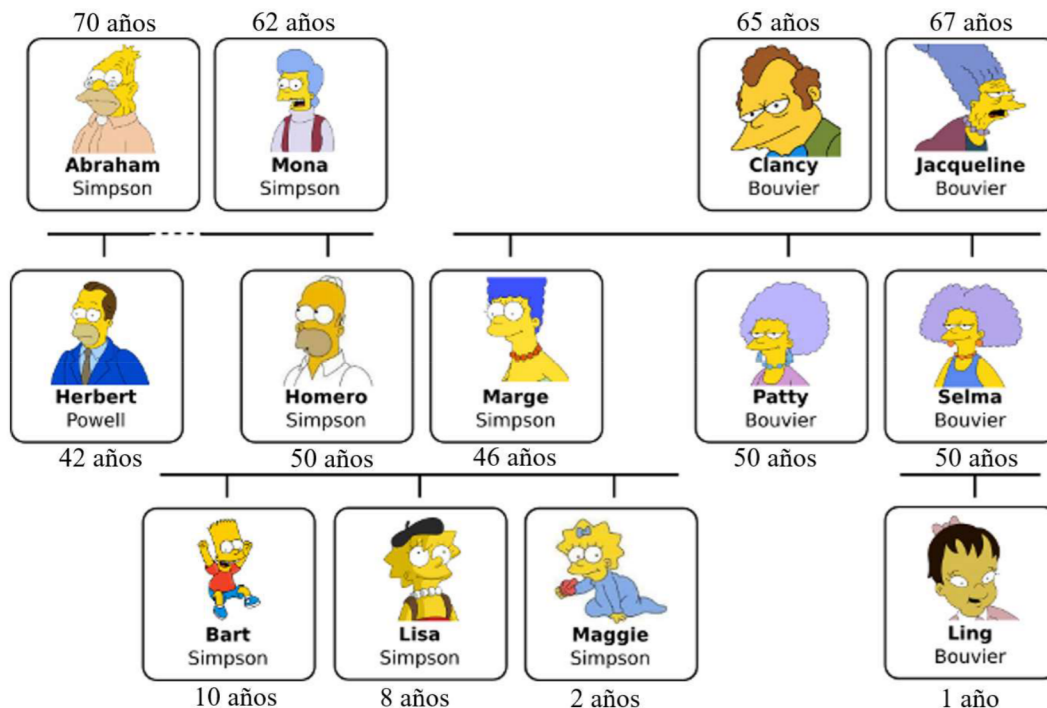 70 años
62 años
65 años
67 años
Abraham
Simpson
Mona
Simpson
Clancy
Bouvier
Jacqueline
Bouvier
Herbert
Powell
Homero
Simpson
Marge
Simpson
Patty
Bouvier
Selma
Bouvier
42 años
50 años
46 años
50 años
50 años
Bart
Simpson
Lisa
Simpson
Maggie
Simpson
Ling
Bouvier
10 años
8 años
2 años
1 año